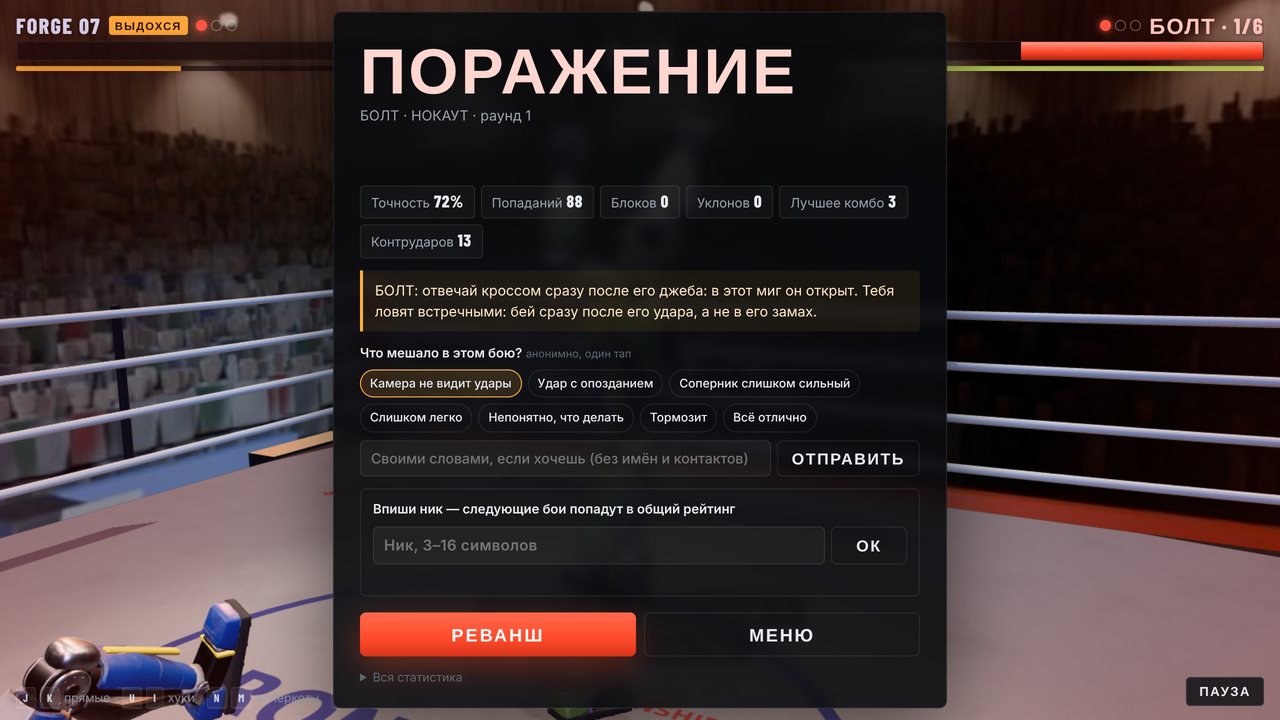 FORGE 07 ВЫДОХСЯ
БОЛТ · 1/6
ПОРАЖЕНИЕ
БОЛТ · НОКАУТ · раунд 1
Точность 72% Попаданий 88 Блоков 0 Уклонов 0 Лучшее комбо 3
Контрударов 13
БОЛТ: отвечай кроссом сразу после его джеба: в этот миг он открыт. Тебя
ловят встречными: бей сразу после его удара, а не в его замах.
Что мешало в этом бою? анонимно, один тап
Камера не видит удары Удар с опозданием Соперник слишком сильный
Слишком легко Непонятно, что делать Тормозит Всё отлично
Своими словами, если хочешь (без имён и контактов) ОТПРАВИТЬ
Впиши ник — следующие бои попадут в общий рейтинг
Ник, 3–16 символов ОК
РЕВАНШ МЕНЮ
Вся статистика
J K прямые U I хуки N M
ПАУЗА